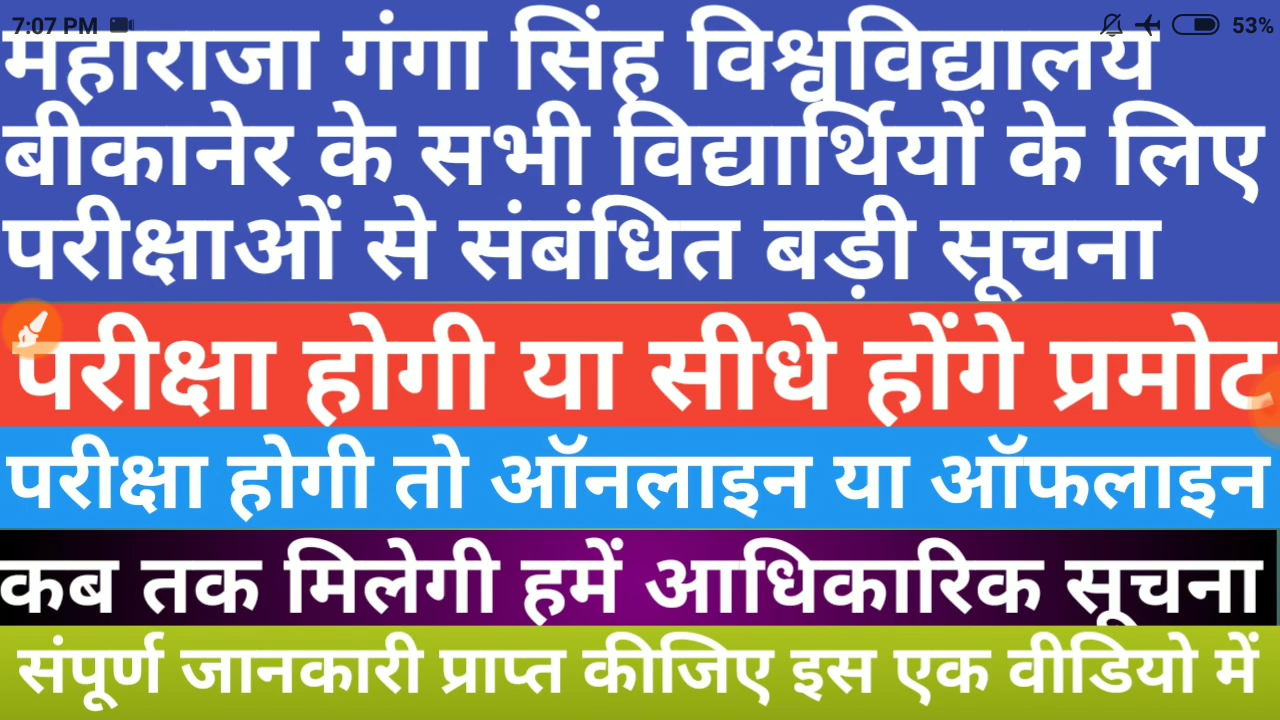 7:07 PM 53%
महाराजा गंगा सिंह विश्वविद्यालय
बीकानेर के सभी विद्यार्थियों के लिए
परीक्षाओं से संबंधित बड़ी सूचना
परीक्षा होगी या सीधे होंगे प्रमोट
परीक्षा होगी तो ऑनलाइन या ऑफलाइन
कब तक मिलेगी हमें आधिकारिक सूचना
संपूर्ण जानकारी प्राप्त कीजिए इस एक वीडियो में